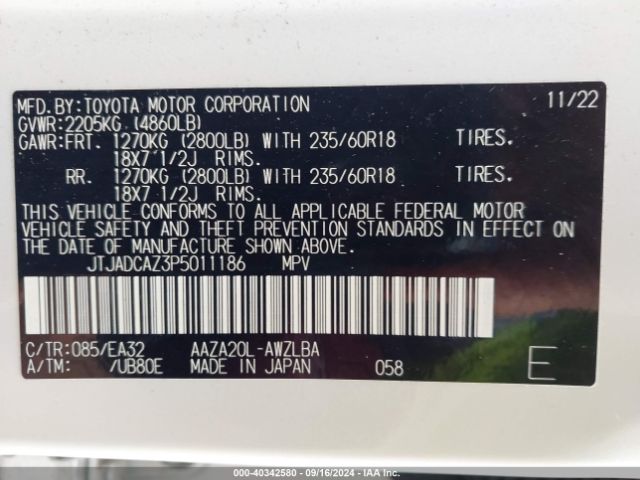 MFD.BY:TOYOTA MOTOR CORPORATION 11/22
GVWR:2205KG (4860LB)
GAWR:FRT. 1270KG (2800LB) WITH 235/60R18 TIRES.
18X7 1/2J RIMS.
RR. 1270KG (2800LB) WITH 235/60R18 TIRES.
18X7 1/2J RIMS.
THIS VEHICLE CONFORMS TO ALL APPLICABLE FEDERAL MOTOR
VEHICLE SAFETY AND THEFT PREVENTION STANDARDS IN EFFECT ON
THE DATE OF MANUFACTURE SHOWN ABOVE.
JTJADCAZ3P5011186 MPV
C/TR:085/EA32 AAZA20L-AWZLBA
A/TM: /UB80E MADE IN JAPAN 058 E
000-40342580 - 09/16/2024 - IAA Inc.